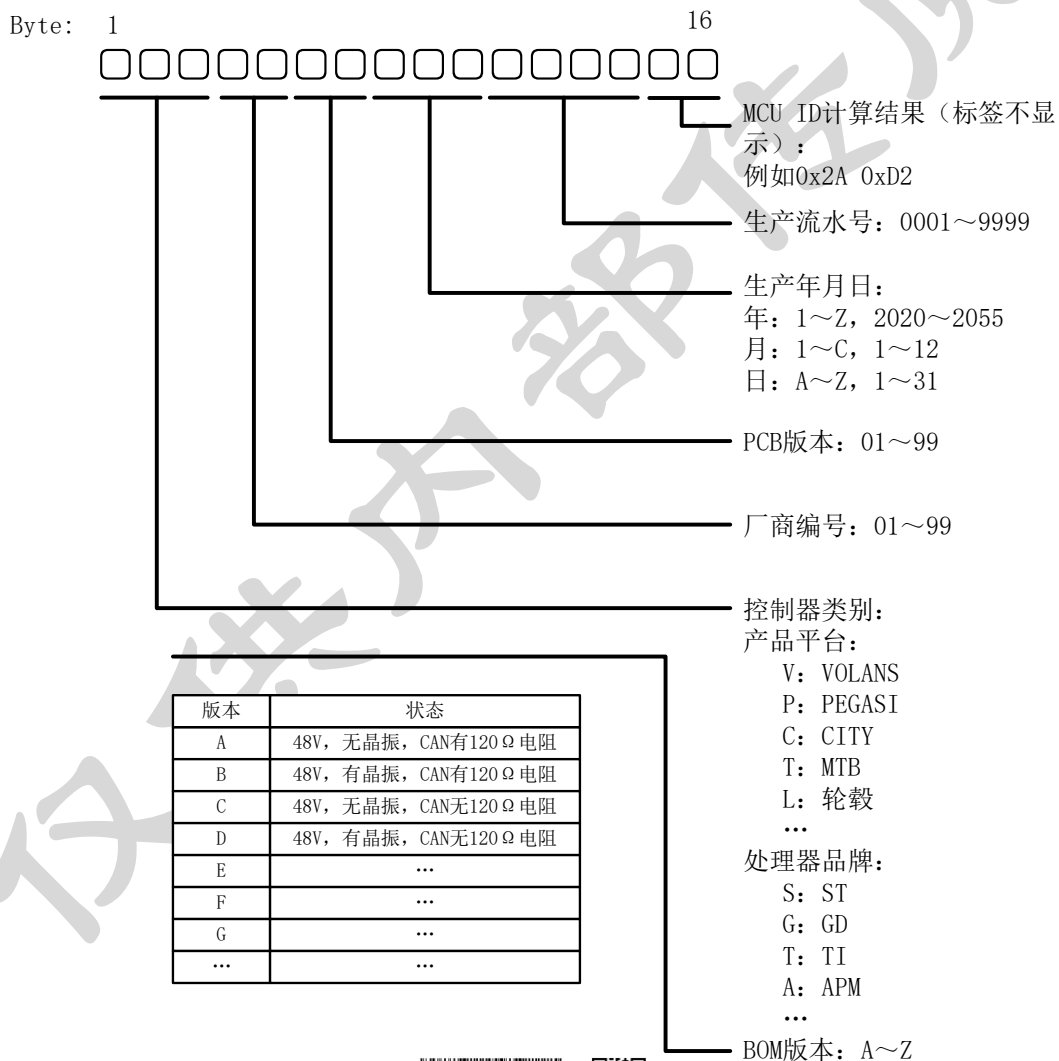 Byte: 1 16
MCU ID计算结果（标签不显
示）：
例如0x2A 0xD2
生产流水号：0001～9999
生产年月日：
年：1～Z，2020～2055
月：1～C，1～12
日：A～Z，1～31
PCB版本：01～99
厂商编号：01～99
控制器类别：
产品平台：
V：VOLANS
P：PEGASI
C：CITY
T：MTB
L：轮毂
…
处理器品牌：
S：ST
G：GD
T：TI
A：APM
…
BOM版本：A～Z
版本 状态
A 48V，无晶振，CAN有120Ω电阻
B 48V，有晶振，CAN有120Ω电阻
C 48V，无晶振，CAN无120Ω电阻
D 48V，有晶振，CAN无120Ω电阻
E …
F …
G …
… …
仅供内部传